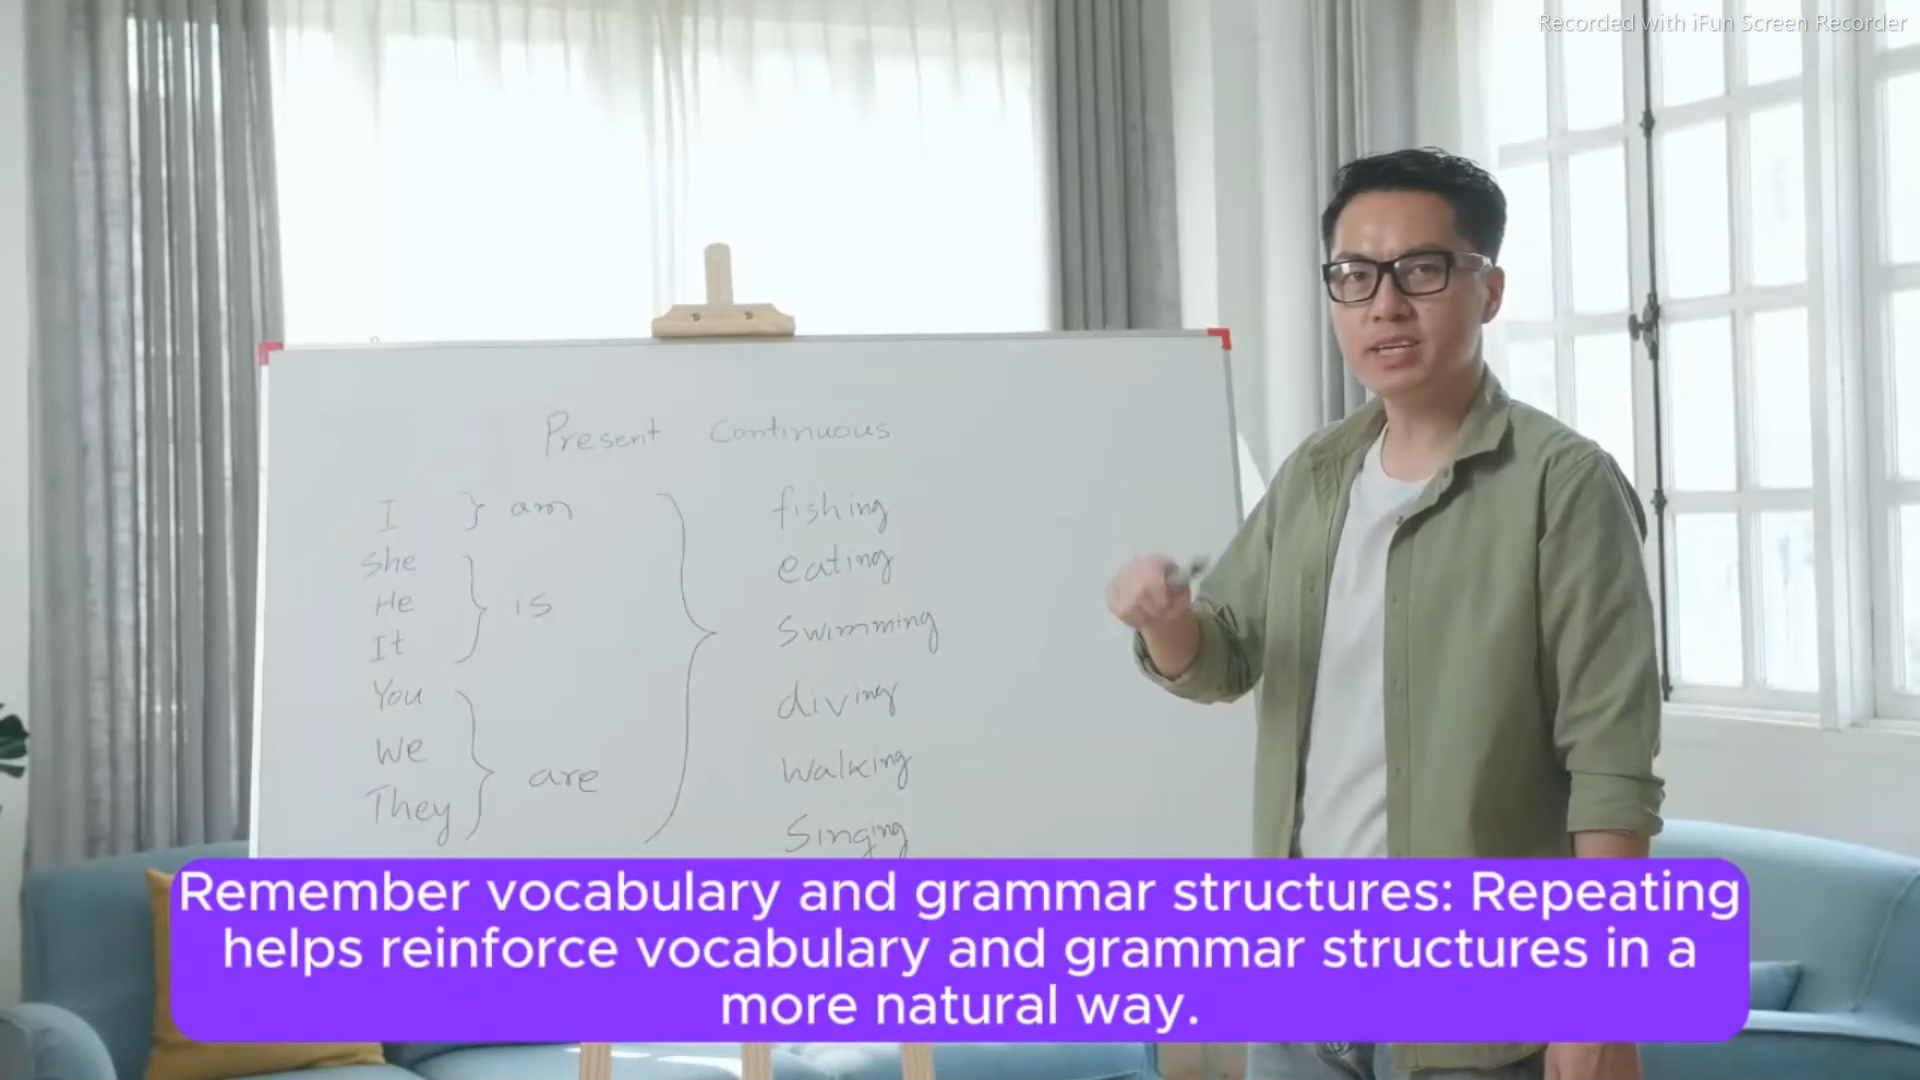 Recorded with iFun Screen Recorder
Present Continuous
I } am
fishing
She
eating
He
is
It
swimming
You
diving
We
walking
They
are
Singing
Remember vocabulary and grammar structures: Repeating
helps reinforce vocabulary and grammar structures in a
more natural way.